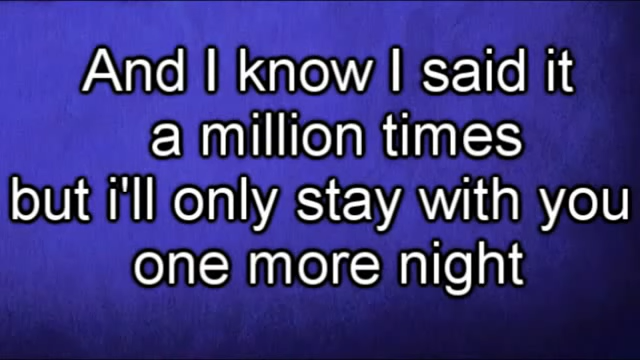 And I know I said it
a million times
but i'll only stay with you
one more night